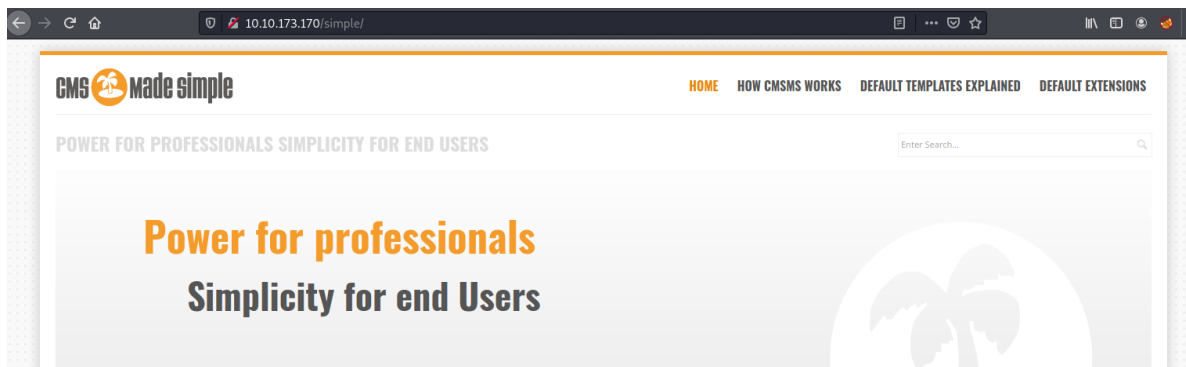 10.10.173.170/simple/
CMS Made Simple
HOME HOW CMSMS WORKS DEFAULT TEMPLATES EXPLAINED DEFAULT EXTENSIONS
POWER FOR PROFESSIONALS SIMPLICITY FOR END USERS
Enter Search...
Power for professionals
Simplicity for end Users